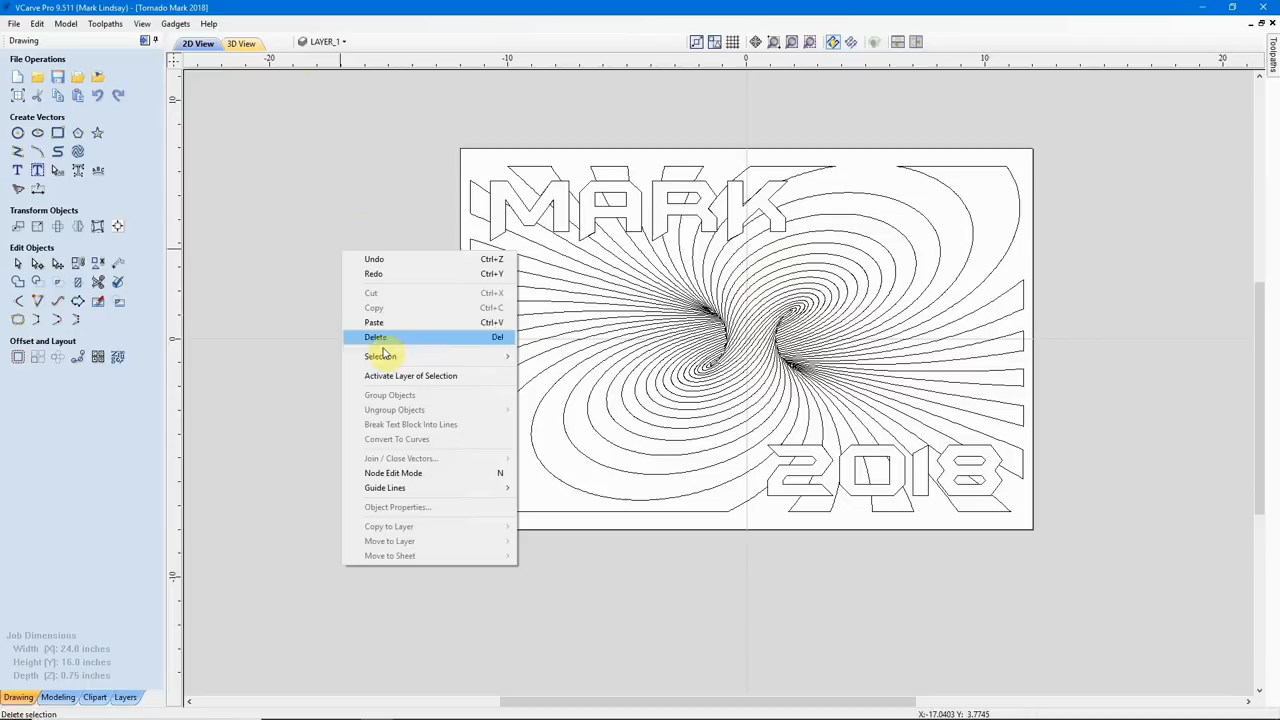 VCarve Pro 9.511 (Mark Lindsay) - [Tornado Mark 2018]
File Edit Model Toolpaths View Gadgets Help
Drawing
2D View 3D View LAYER_1
File Operations
-20 -10 0 10 20
10
0
-10
Create Vectors
Transform Objects
Edit Objects
Offset and Layout
MARK
2018
Undo Ctrl+Z
Redo Ctrl+Y
Cut Ctrl+X
Copy Ctrl+C
Paste Ctrl+V
Delete Del
Selection
Activate Layer of Selection
Group Objects
Ungroup Objects
Break Text Block Into Lines
Convert To Curves
Join / Close Vectors...
Node Edit Mode N
Guide Lines
Object Properties...
Copy to Layer
Move to Layer
Move to Sheet
Toolpaths
Job Dimensions
Width (X): 24.0 inches
Height (Y): 16.0 inches
Depth (Z): 0.75 inches
Drawing Modeling Clipart Layers
Delete selection
X:-17.0403 Y: 3.7745